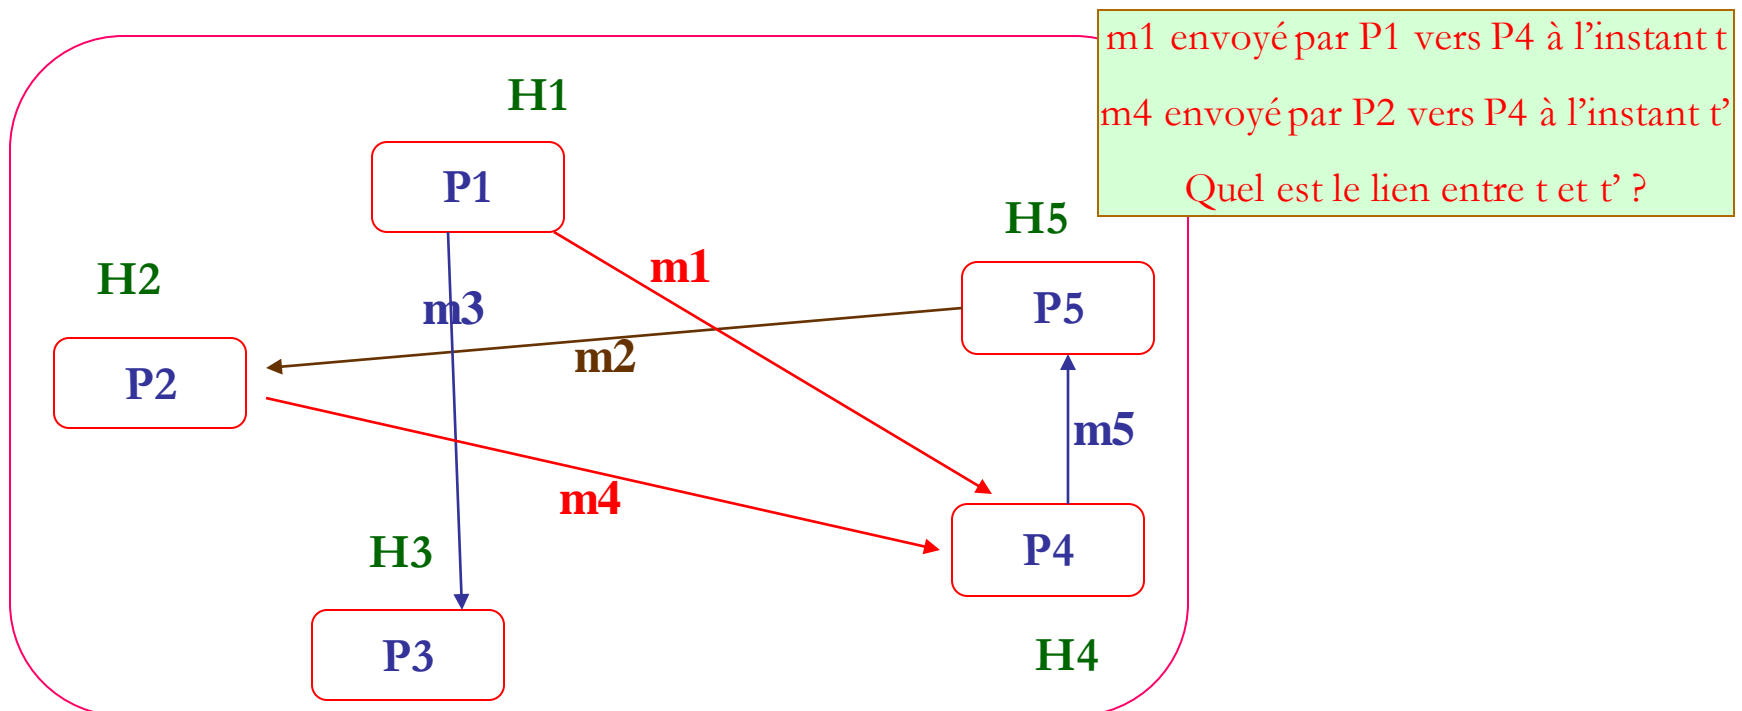 m1 envoyé par P1 vers P4 à l’instant t
m4 envoyé par P2 vers P4 à l’instant t’
Quel est le lien entre t et t’ ?
H1
P1
H5
m1
H2
m3
P5
m2
P2
m5
m4
H3
P4
P3
H4